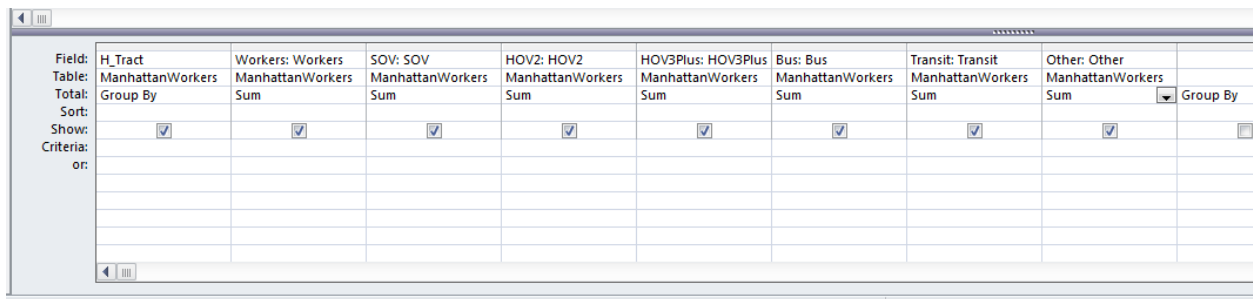 Field: H_Tract Workers: Workers SOV: SOV HOV2: HOV2 HOV3Plus: HOV3Plus Bus: Bus Transit: Transit Other: Other
Table: ManhattanWorkers ManhattanWorkers ManhattanWorkers ManhattanWorkers ManhattanWorkers ManhattanWorkers ManhattanWorkers ManhattanWorkers
Total: Group By Sum Sum Sum Sum Sum Sum Sum Group By
Sort:
Show:
Criteria:
or: